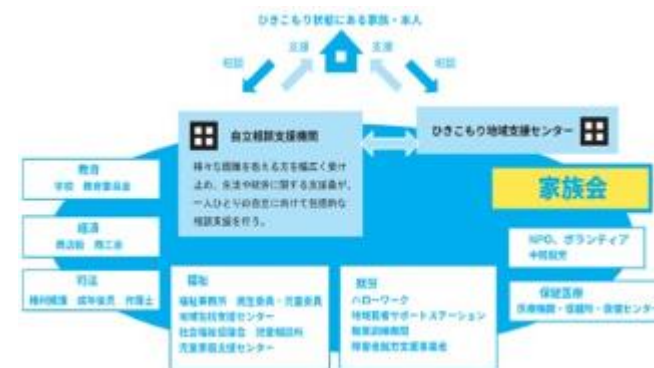 ひきこもり状態にある家族・本人
支援
支援
相談
相談
自立相談支援機関
様々な困難を抱える方を幅広く受け
止め、生活や就労に関する支援員が、
一人ひとりの自立に向けて包括的な
相談支援を行う。
ひきこもり地域支援センター
教育
学校 教育委員会
家族会
経済
商店街 商工会
NPO、ボランティア
中間就労
司法
権利擁護 成年後見 弁護士
福祉
福祉事務所 民生委員・児童委員
地域包括支援センター
社会福祉協議会 児童相談所
児童家庭支援センター
就労
ハローワーク
地域若者サポートステーション
職業訓練機関
障害者就労支援事業者
保健医療
医療機関・保健所・保健センター